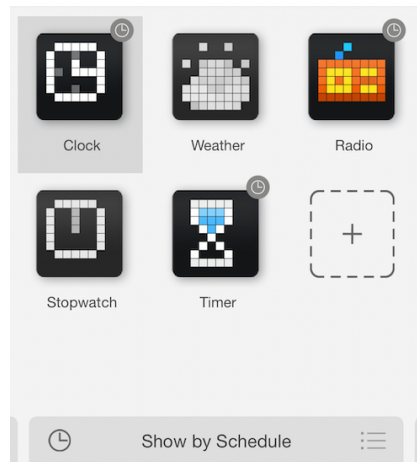 Clock
Weather
Radio
Stopwatch
Timer
Show by Schedule